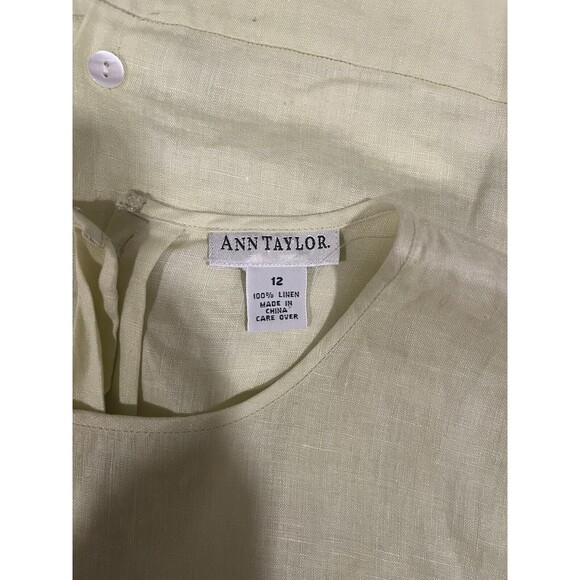 ANN TAYLOR.
12
100% LINEN
MADE IN
CHINA
CARE OVER